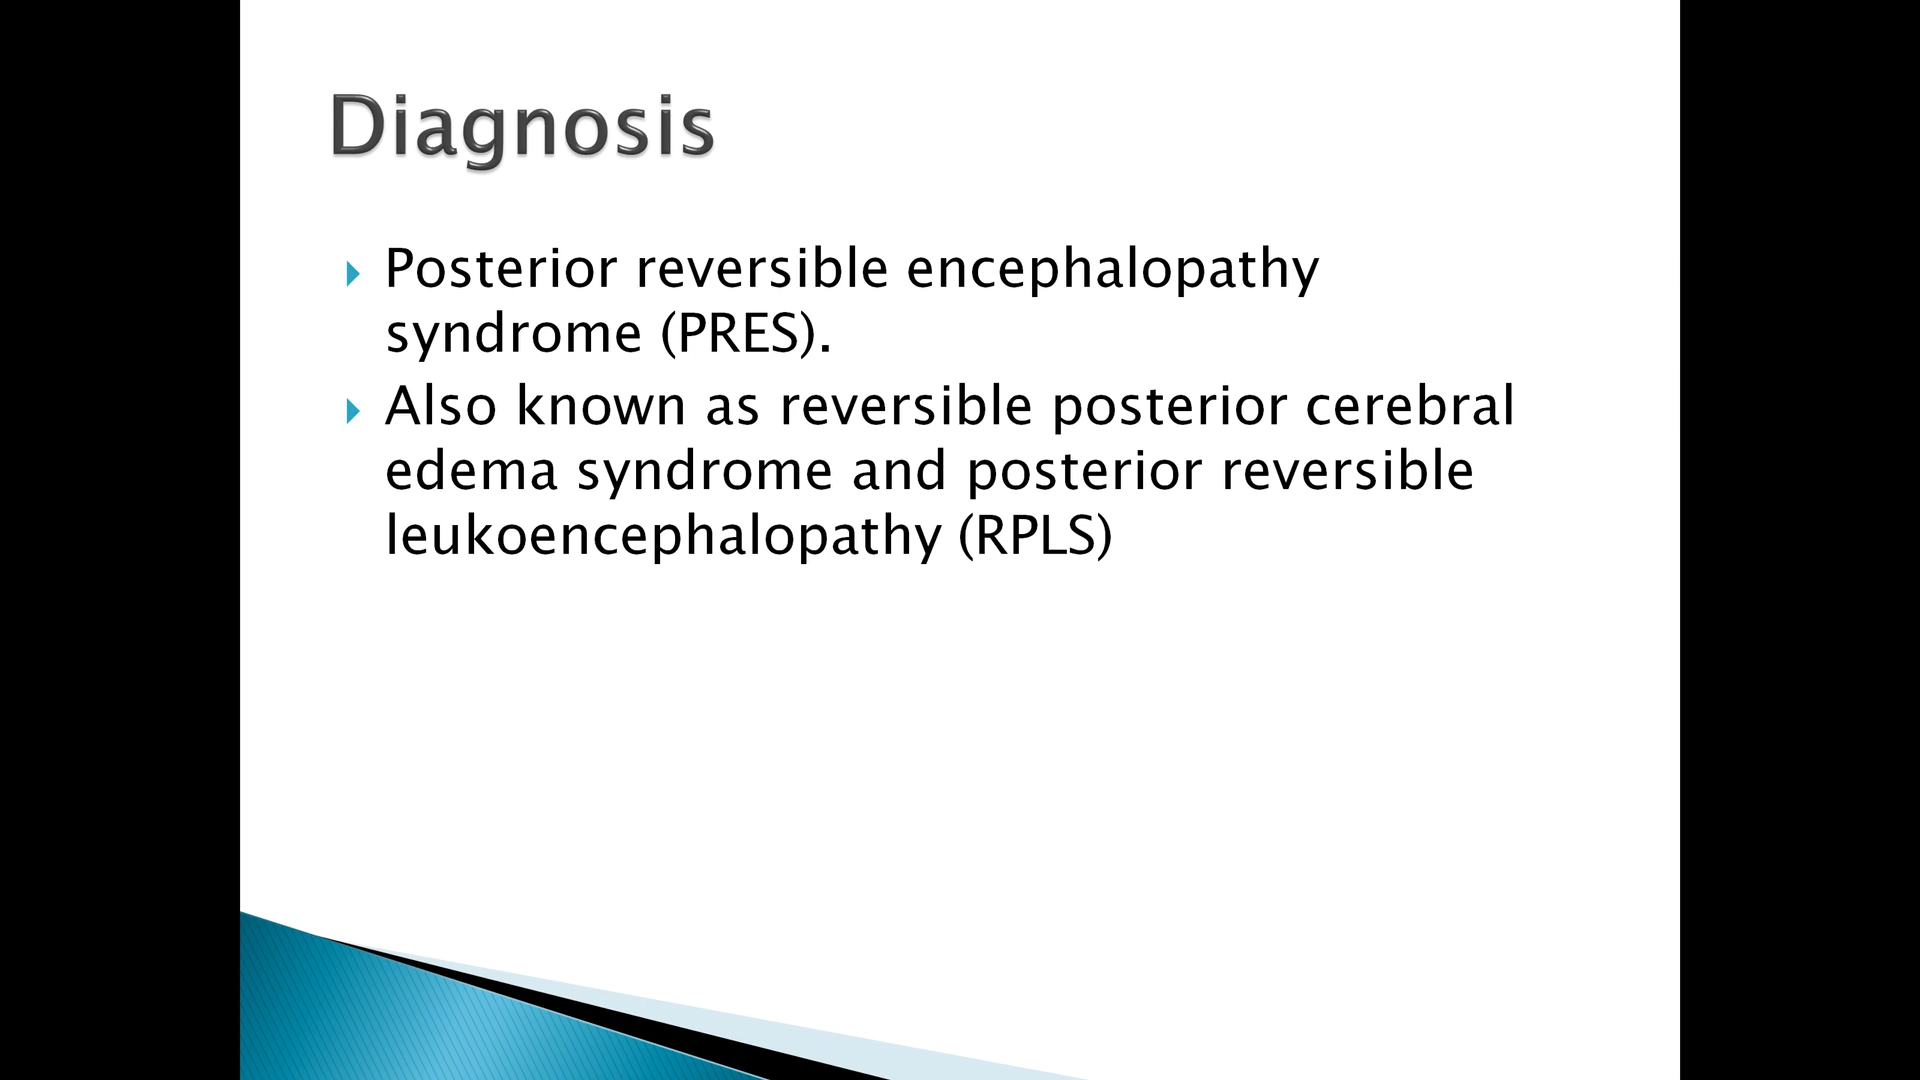 Diagnosis
Posterior reversible encephalopathy
syndrome (PRES).
Also known as reversible posterior cerebral
edema syndrome and posterior reversible
leukoencephalopathy (RPLS)